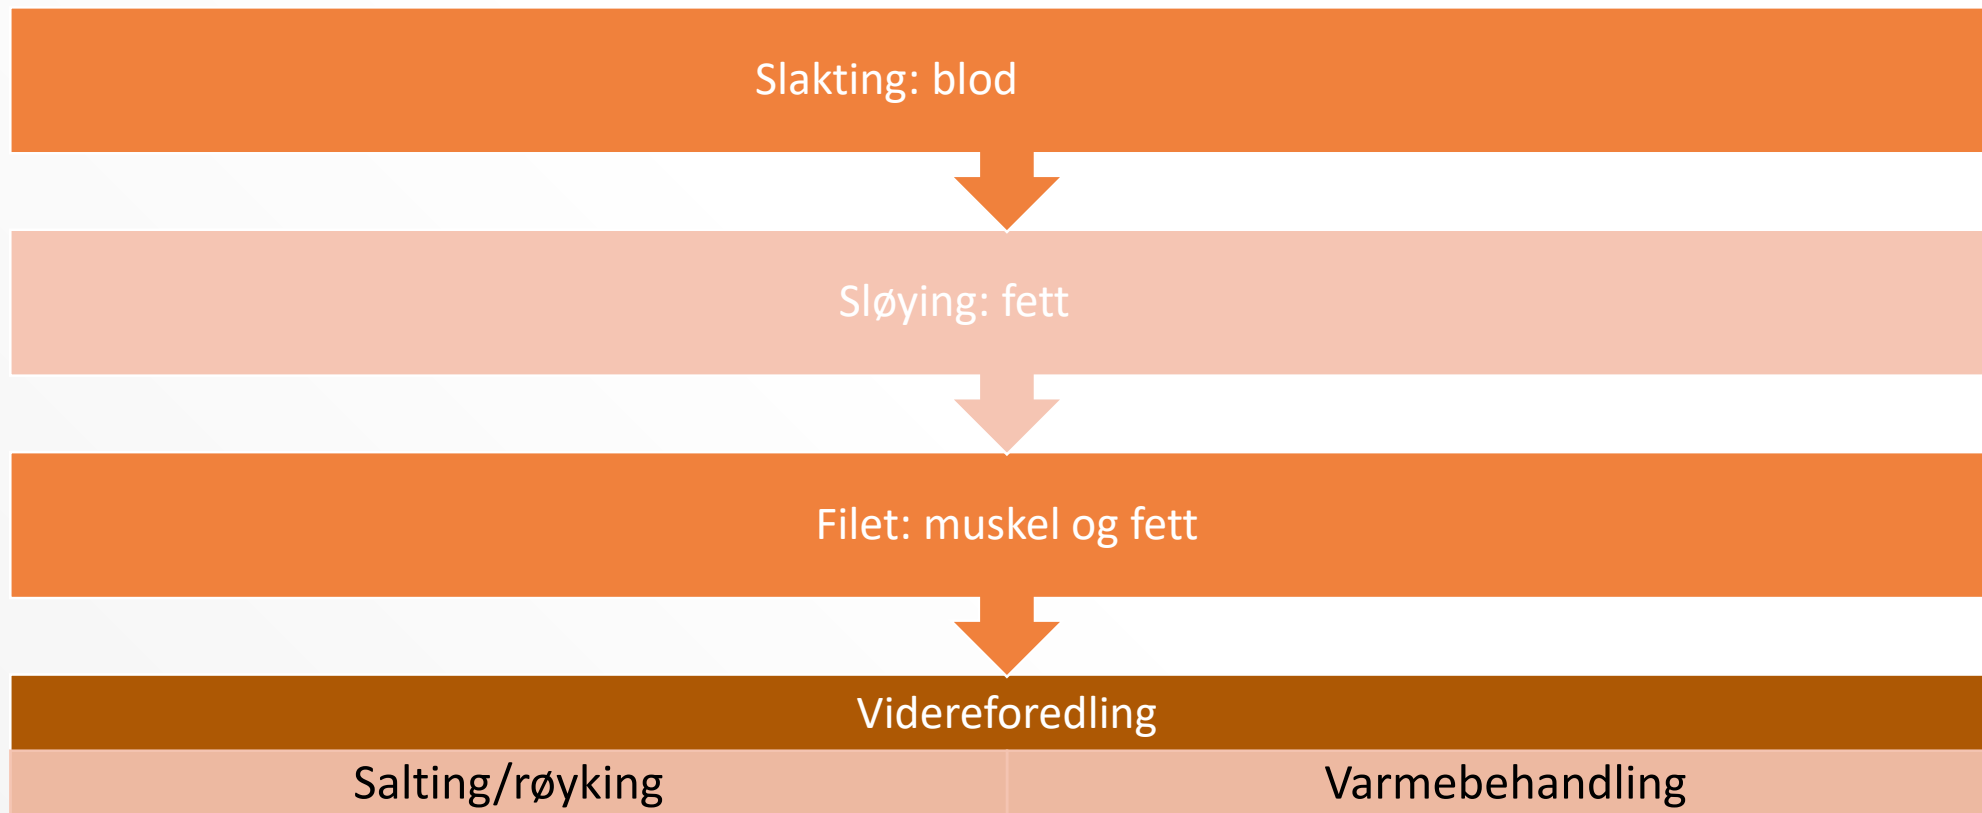 Slakting: blod
Sløying: fett
Filet: muskel og fett
Videreforedling
Salting/røyking
Varmebehandling